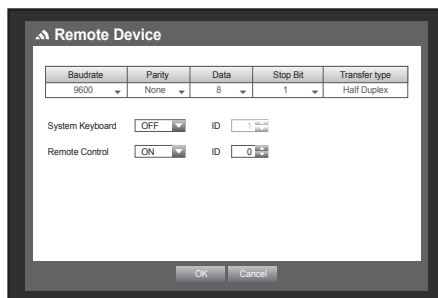 Remote Device
Baudrate Parity Data Stop Bit Transfer type
9600 None 8 1 Half Duplex
System Keyboard OFF ID 1
Remote Control ON ID 0
OK Cancel